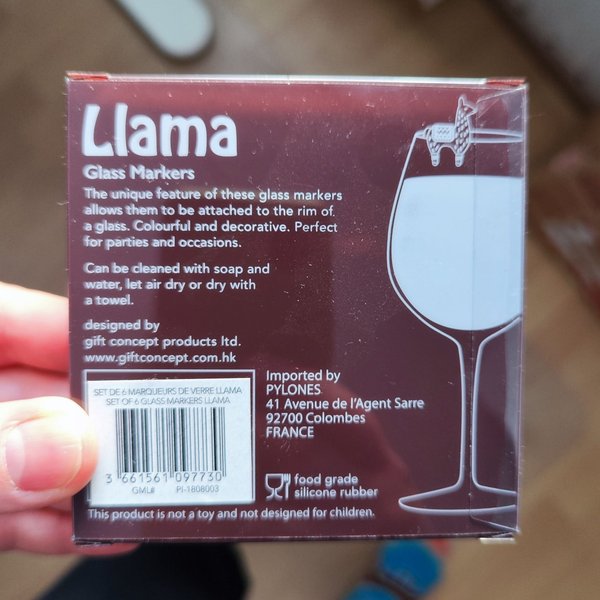 Llama
Glass Markers
The unique feature of these glass markers
allows them to be attached to the rim of
a glass. Colourful and decorative. Perfect
for parties and occasions.
Can be cleaned with soap and
water, let air dry or dry with
a towel.
designed by
gift concept products ltd.
www.giftconcept.com.hk
SET DE 6 MARQUEURS DE VERRE LLAMA
SET OF 6 GLASS MARKERS LLAMA
3 661561 097730
GML# PI-1808003
Imported by
PYLONES
41 Avenue de l'Agent Sarre
92700 Colombes
FRANCE
food grade
silicone rubber
This product is not a toy and not designed for children.